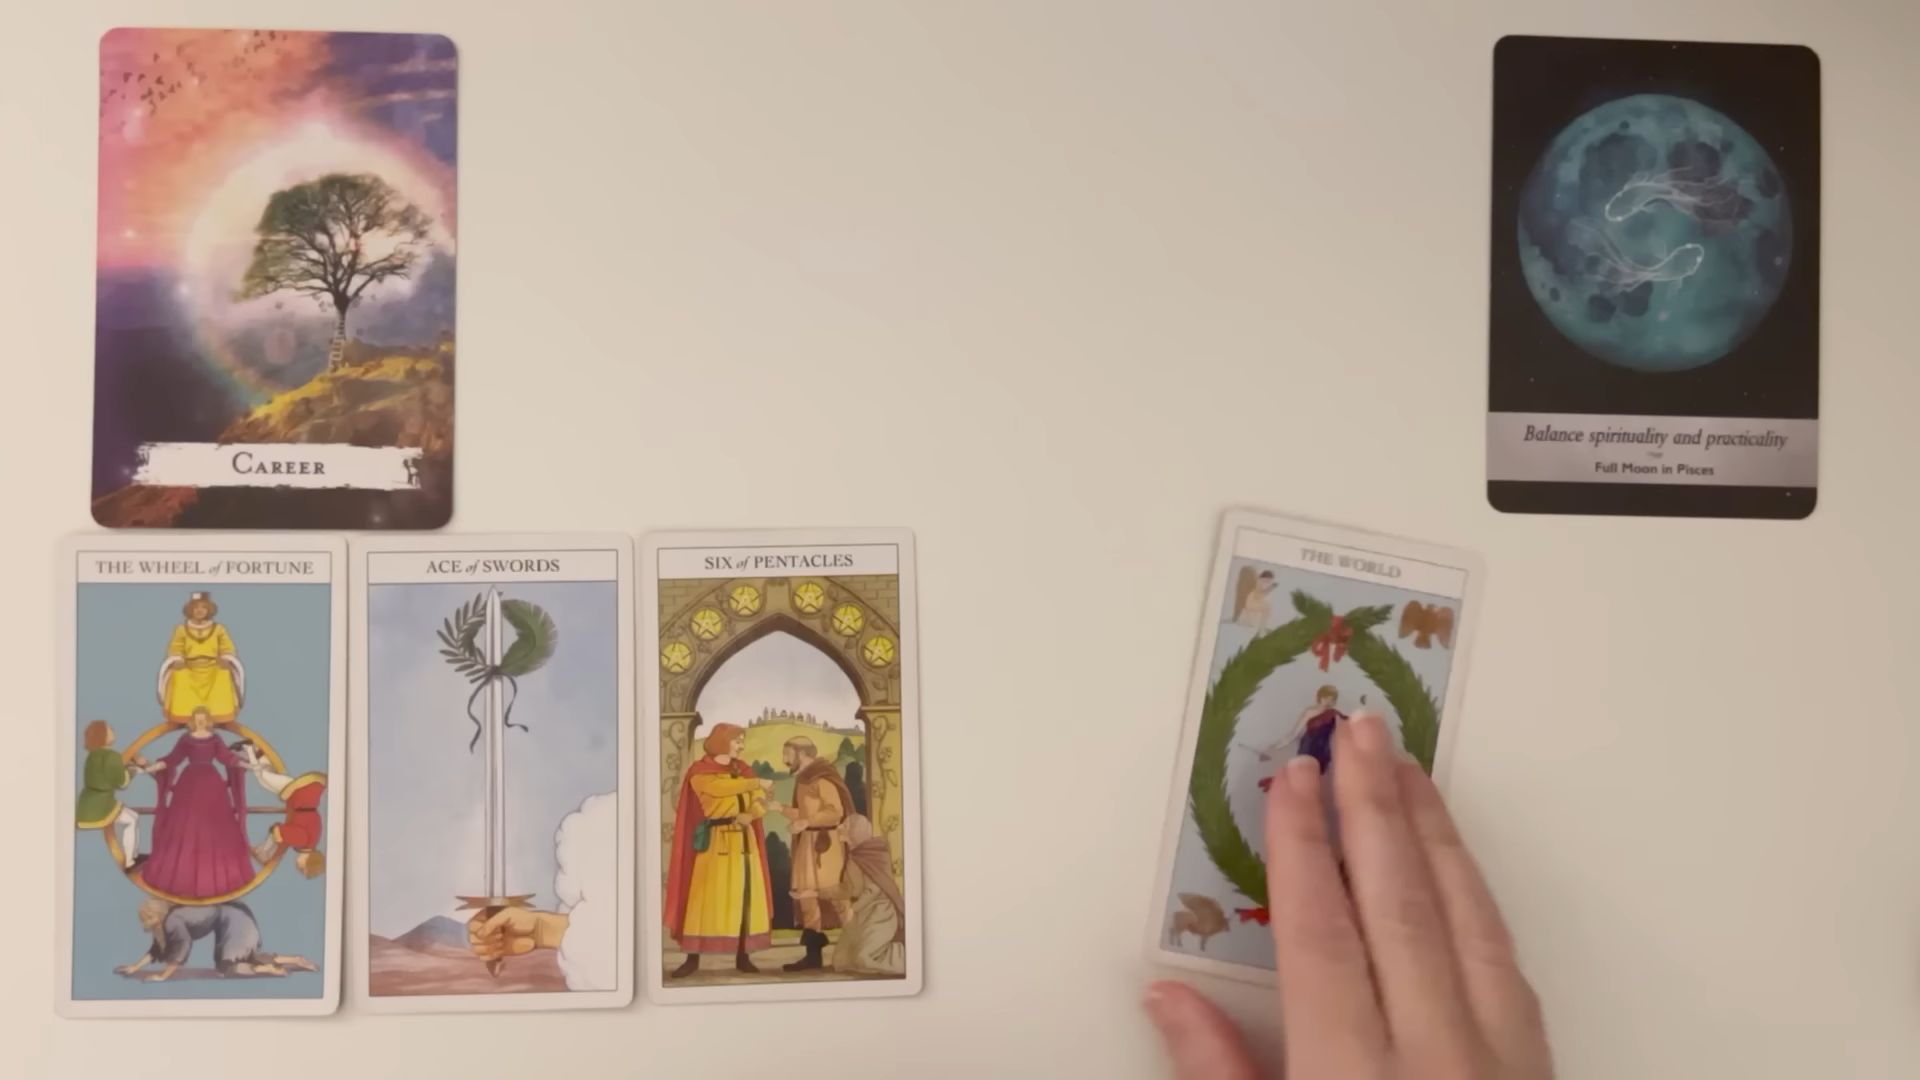 CAREER
Balance spirituality and practicality
Full Moon in Pisces
THE WHEEL of FORTUNE
ACE of SWORDS
SIX of PENTACLES
THE WORLD